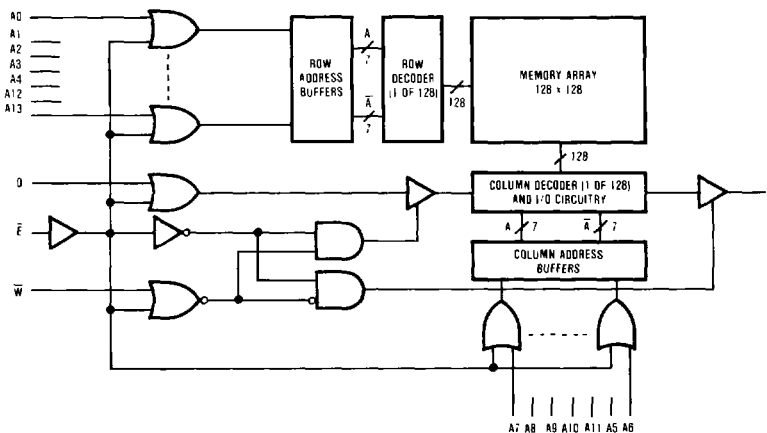 A0
A1
A2
A3
A4
A12
A13
ROW
ADDRESS
BUFFERS
A
7
A̅
7
ROW
DECODER
(1 OF 128)
128
MEMORY ARRAY
128 x 128
128
D
COLUMN DECODER (1 OF 128)
AND I/O CIRCUITRY
E̅
A
7
A̅
7
COLUMN ADDRESS
BUFFERS
W̅
A7 A8 A9 A10 A11 A5 A6